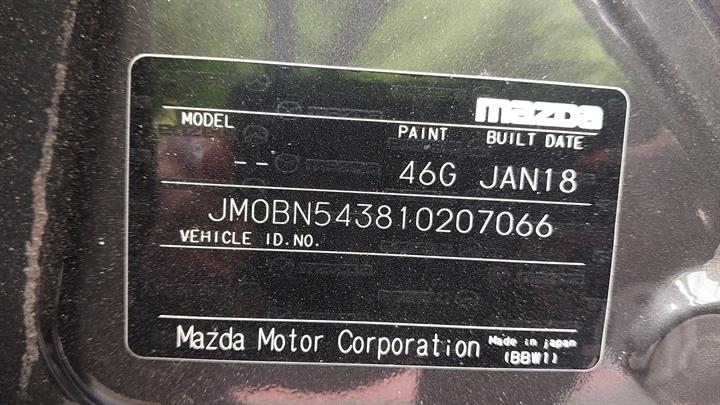 mazda
MODEL PAINT BUILT DATE
-- 46G JAN18
JM0BN543810207066
VEHICLE ID.NO.
Mazda Motor Corporation Made in japan
(BBW1)